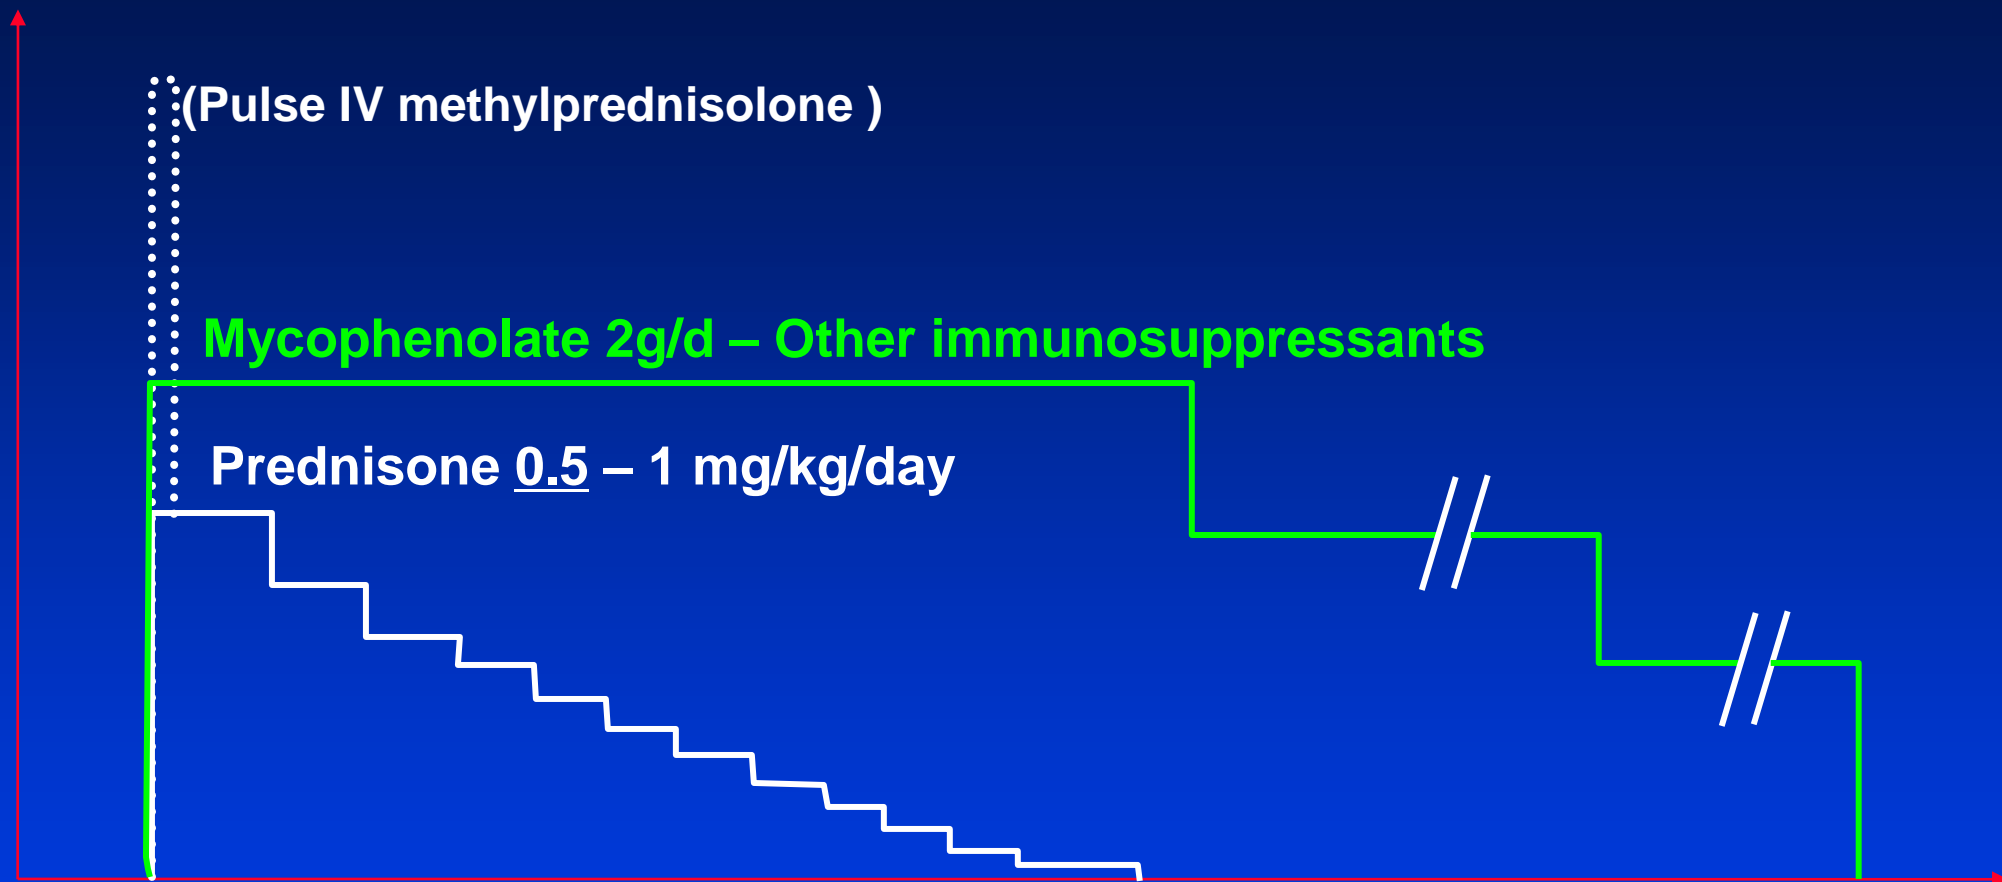 (Pulse IV methylprednisolone )
Mycophenolate 2g/d – Other immunosuppressants
Prednisone 0.5 – 1 mg/kg/day